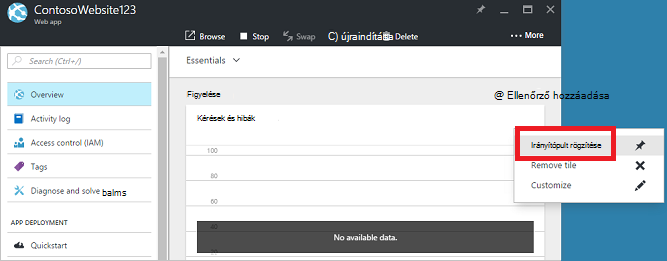 ContosoWebsite123
Web app
Browse
Stop
Swap
C) újraindítása
Delete
More
Search (Ctrl+/)
Essentials
Overview
Activity log
Access control (IAM)
Tags
Diagnose and solve balms
APP DEPLOYMENT
Quickstart
Figyelése
@ Ellenőrző hozzáadása
Kérések és hibák
100
80
60
40
20
No available data.
Irányítópult rögzítése
Remove tile
Customize